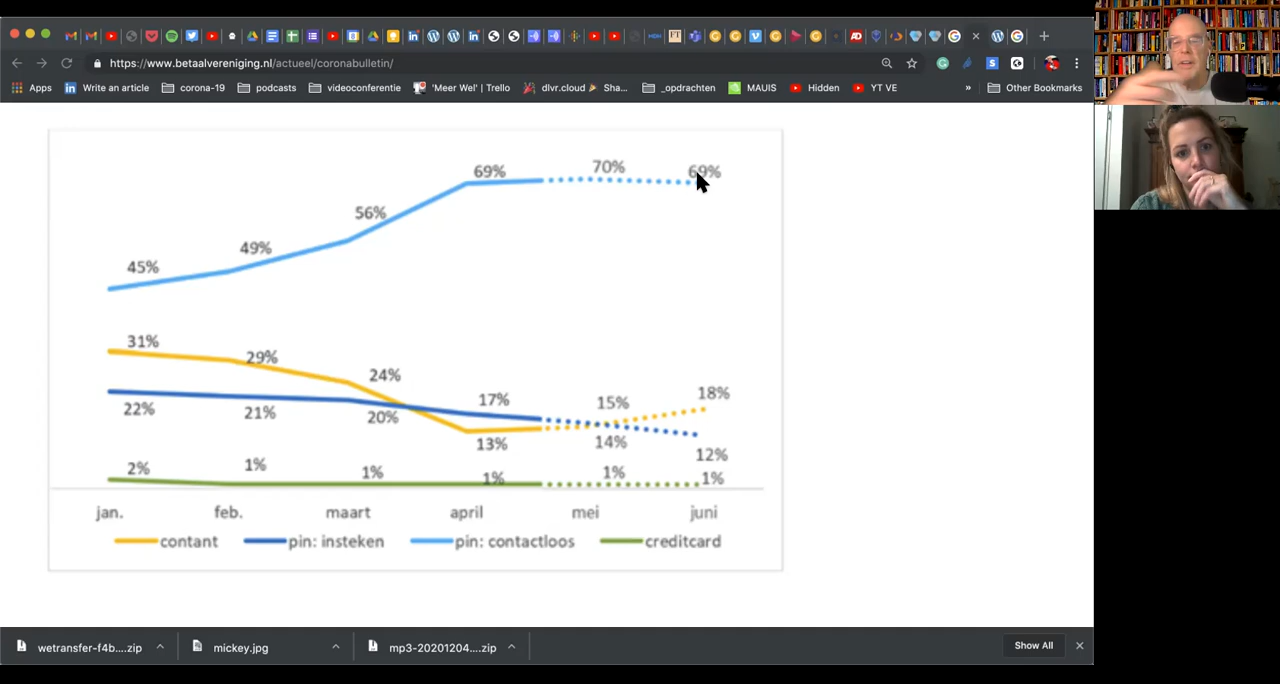 https://www.betaalvereniging.nl/actueel/coronabulletin/
Apps Write an article corona-19 podcasts videoconferentie 'Meer Wel' | Trello dlvr.cloud Sha... _opdrachten MAUIS Hidden YT VE » Other Bookmarks
69% 70% 69%
56%
49%
45%
31%
29%
24%
22% 21% 20% 17% 15% 18%
13% 14% 12%
2% 1% 1% 1% 1% 1%
jan. feb. maart april mei juni
contant pin: insteken pin: contactloos creditcard
wetransfer-f4b....zip mickey.jpg mp3-20201204....zip Show All